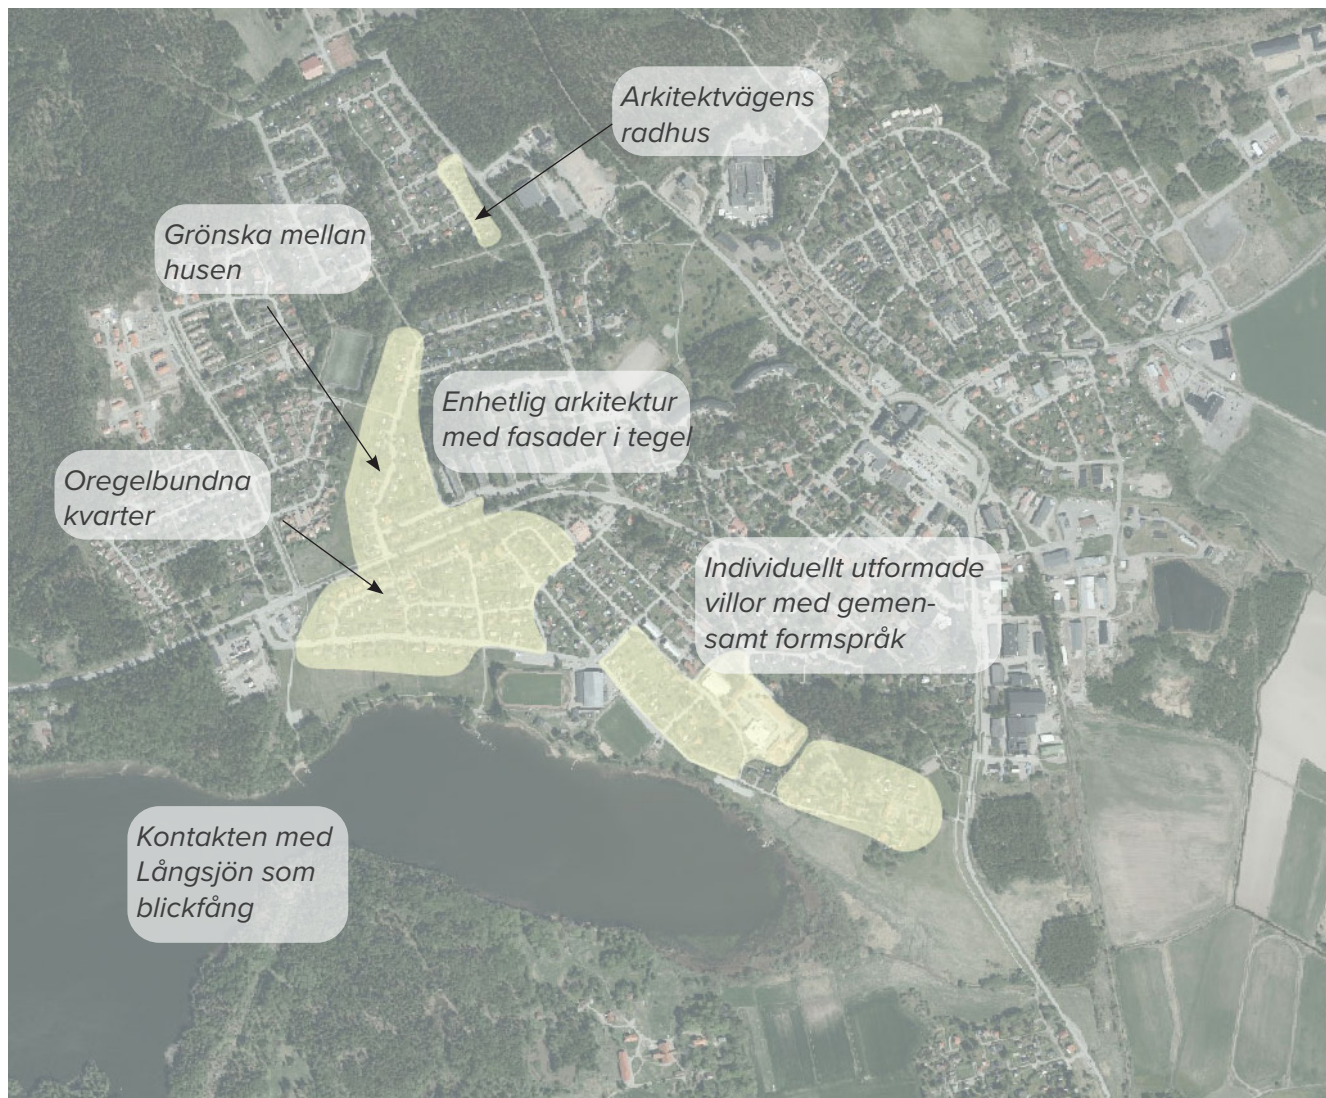 Arkitektvägens
radhus
Grönska mellan
husen
Enhetlig arkitektur
med fasader i tegel
Oregelbundna
kvarter
Individuellt utformade
villor med gemen-
samt formspråk
Kontakten med
Långsjön som
blickfång